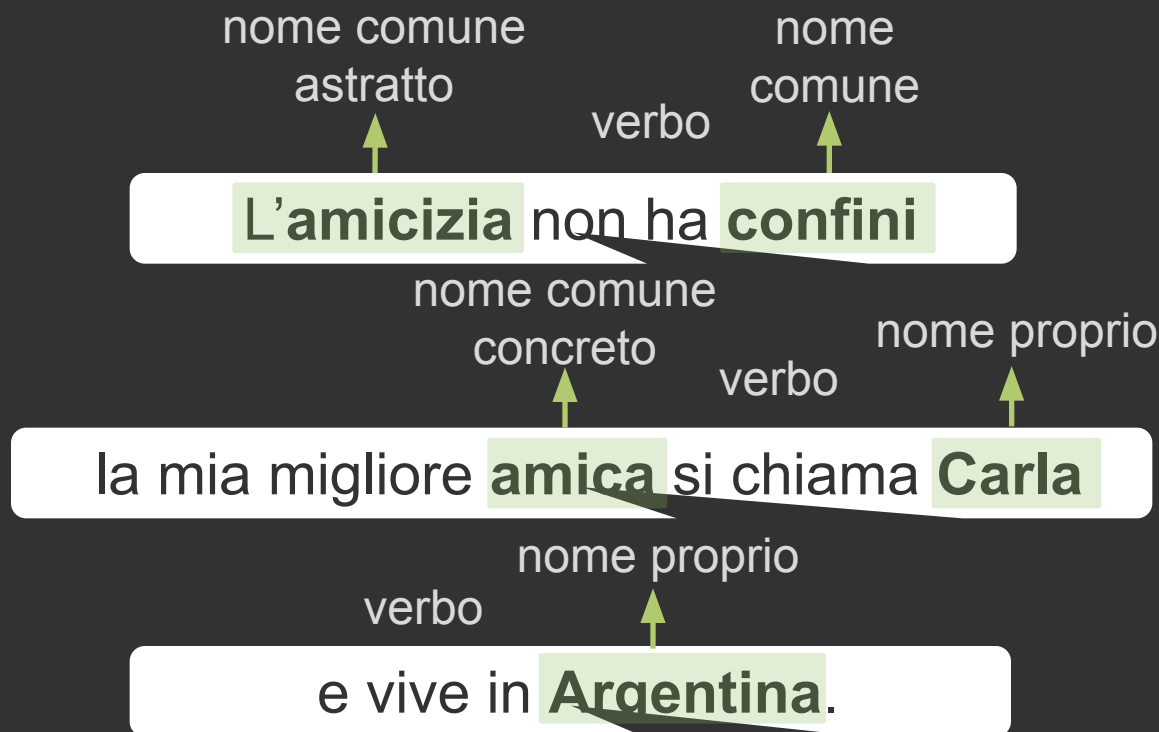 nome comune
astratto
nome
comune
verbo
L’amicizia non ha confini
nome comune
concreto
nome proprio
verbo
la mia migliore amica si chiama Carla
nome proprio
verbo
e vive in Argentina.